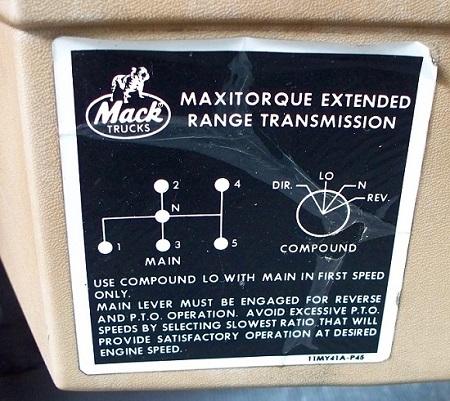 Mack
TRUCKS
MAXITORQUE EXTENDED
RANGE TRANSMISSION
2 4
N
1 3 5
MAIN
DIR. LO N REV.
COMPOUND
USE COMPOUND LO WITH MAIN IN FIRST SPEED
ONLY.
MAIN LEVER MUST BE ENGAGED FOR REVERSE
AND P.T.O. OPERATION. AVOID EXCESSIVE P.T.O.
SPEEDS BY SELECTING SLOWEST RATIO THAT WILL
PROVIDE SATISFACTORY OPERATION AT DESIRED
ENGINE SPEED.
11MY41A-P45